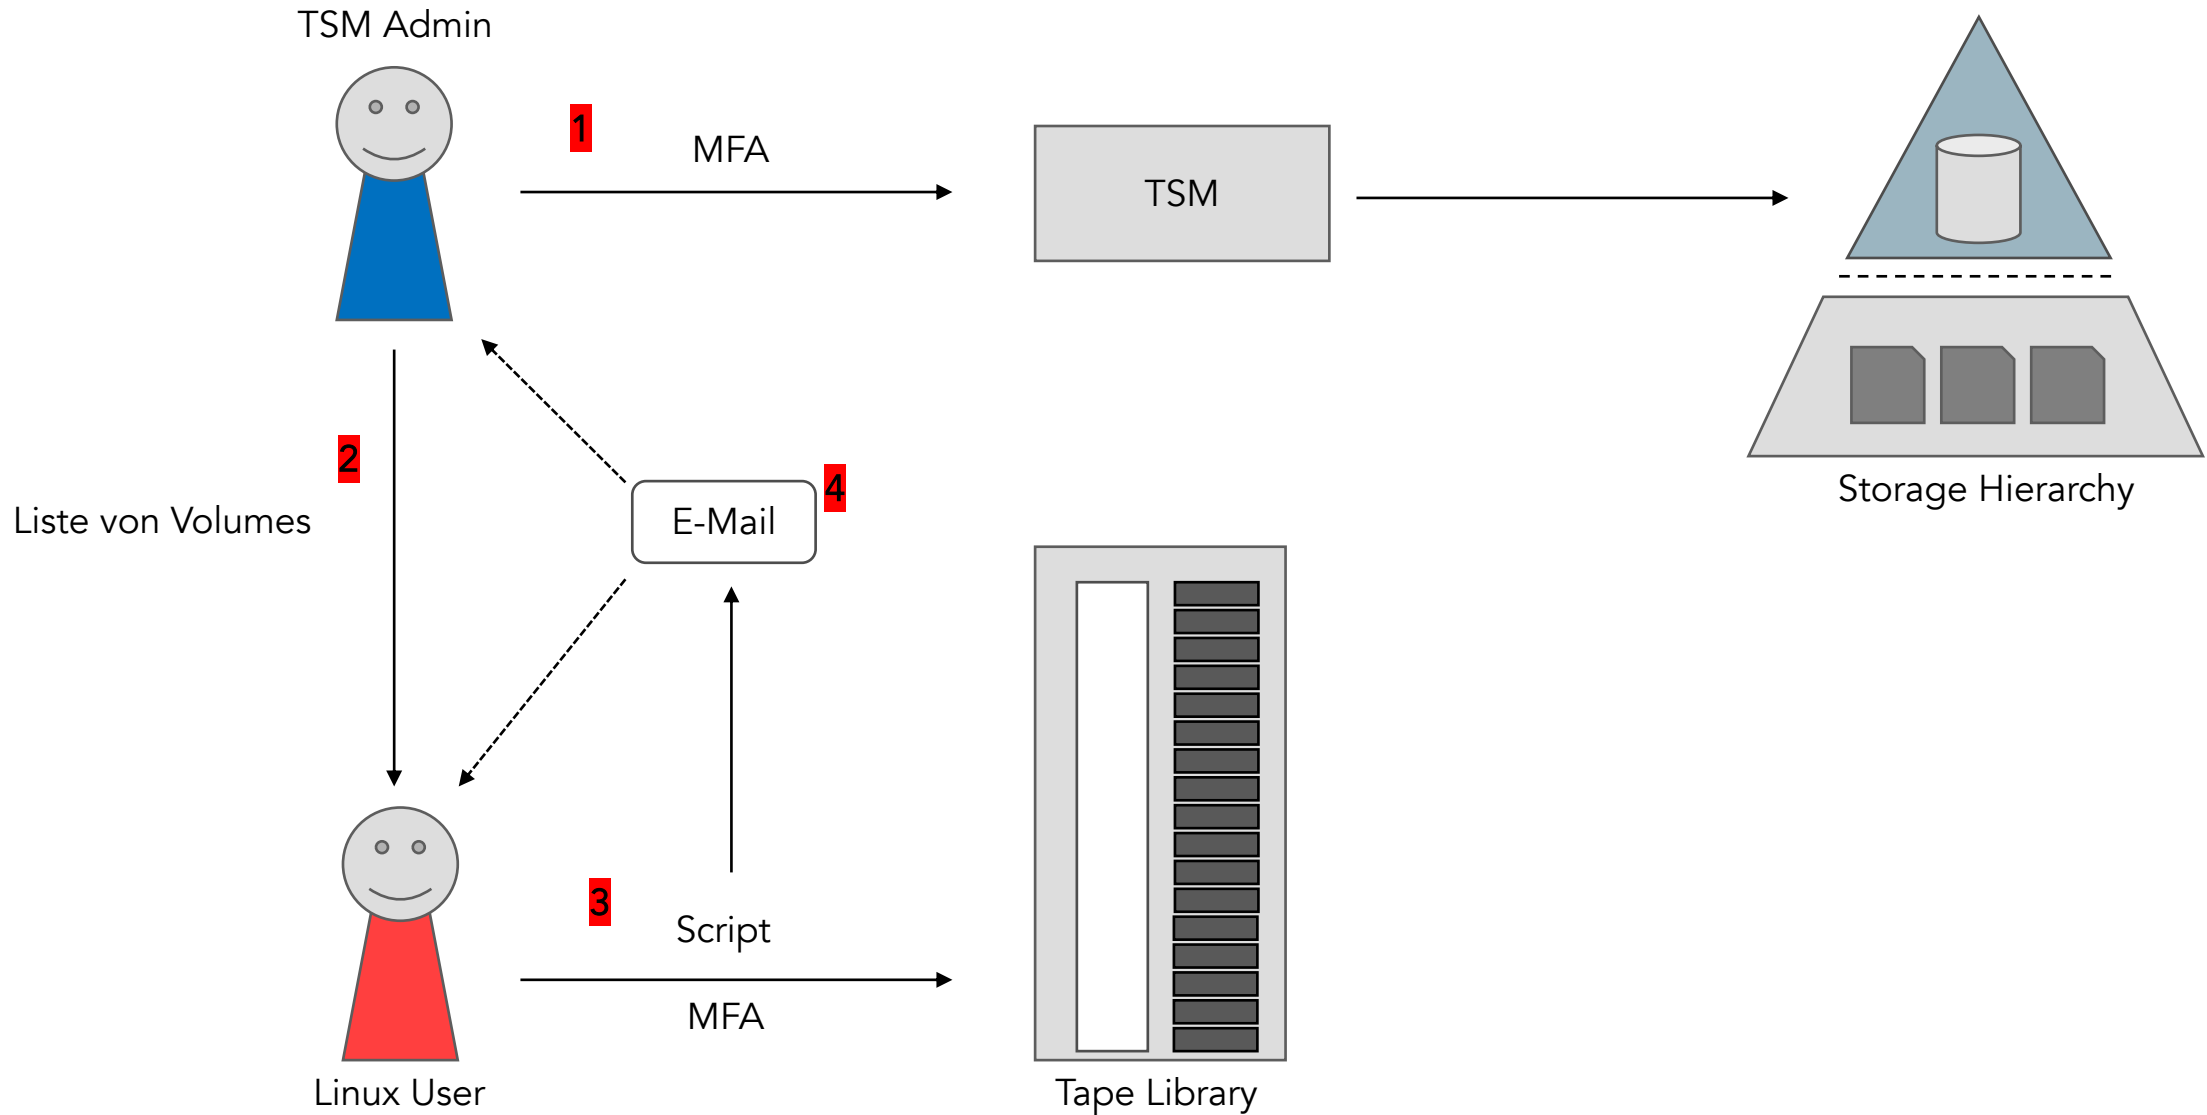 TSM Admin
1
MFA
TSM
2
Liste von Volumes
E-Mail
4
Storage Hierarchy
3
Script
MFA
Linux User
Tape Library